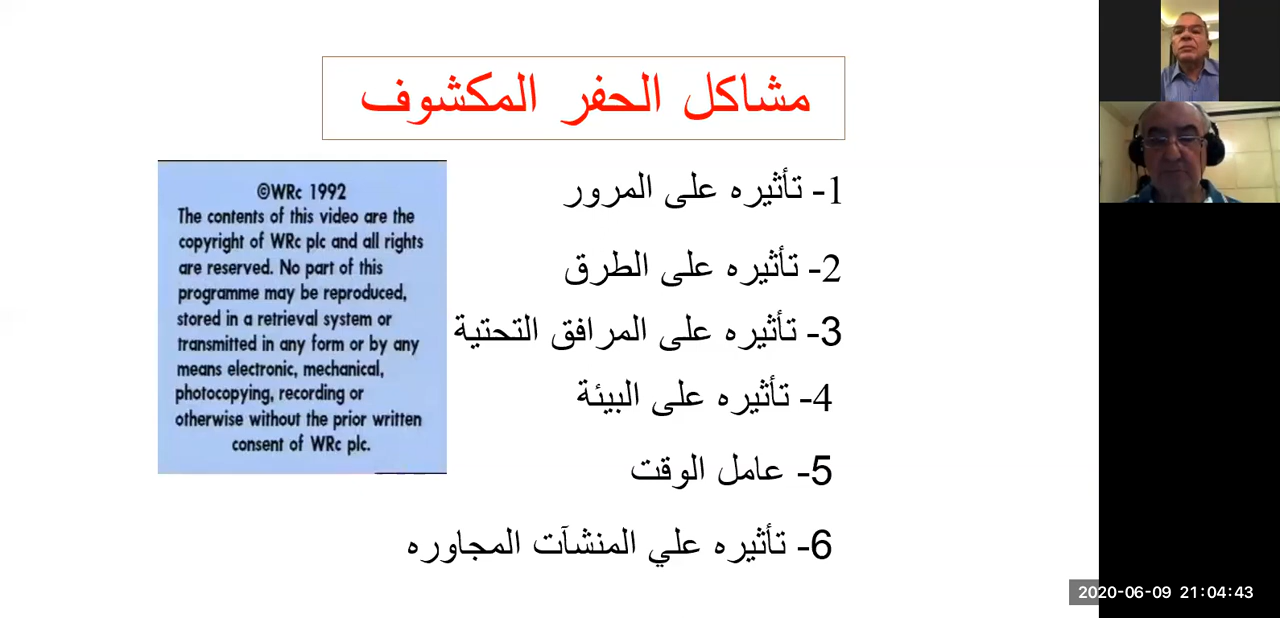 مشاكل الحفر المكشوف
1- تأثيره على المرور
2- تأثيره على الطرق
3- تأثيره على المرافق التحتية
4- تأثيره على البيئة
5- عامل الوقت
6- تأثيره علي المنشآت المجاوره
©WRc 1992
The contents of this video are the
copyright of WRc plc and all rights
are reserved. No part of this
programme may be reproduced,
stored in a retrieval system or
transmitted in any form or by any
means electronic, mechanical,
photocopying, recording or
otherwise without the prior written
consent of WRc plc.
2020-06-09 21:04:43